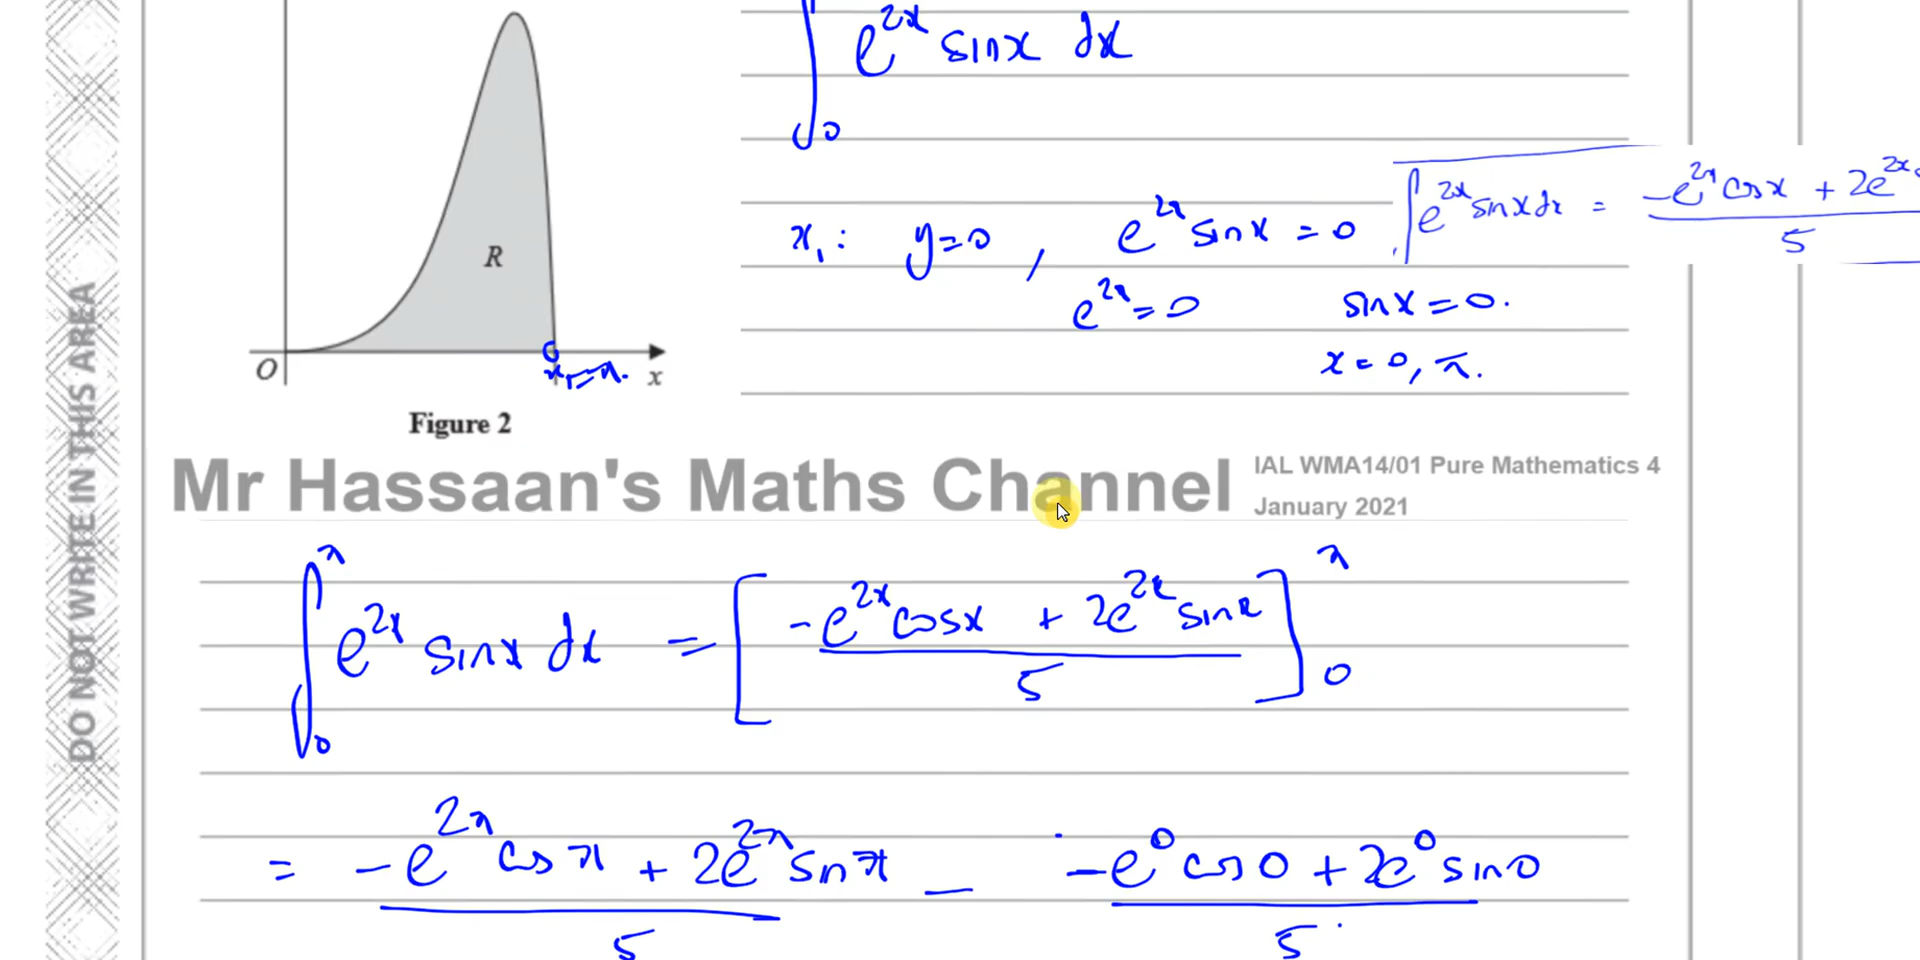 ∫₀ e^{2x} sinx dx
x₁: y=0, e^{2x} sinx = 0
∫ e^{2x} sinx dx = (-e^{2x} cosx + 2e^{2x} s / 5
e^{2x} = 0 sinx = 0.
x = 0, π.
R
O
x₁=π.
x
Figure 2
DO NOT WRITE IN THIS AREA
Mr Hassaan's Maths Channel
IAL WMA14/01 Pure Mathematics 4
January 2021
∫₀^π e^{2x} sinx dx = [(-e^{2x} cosx + 2e^{2x} sinx) / 5]₀^π
= (-e^{2π} cosπ + 2e^{2π} sinπ) / 5 - (-e^0 cos0 + 2e^0 sin0) / 5